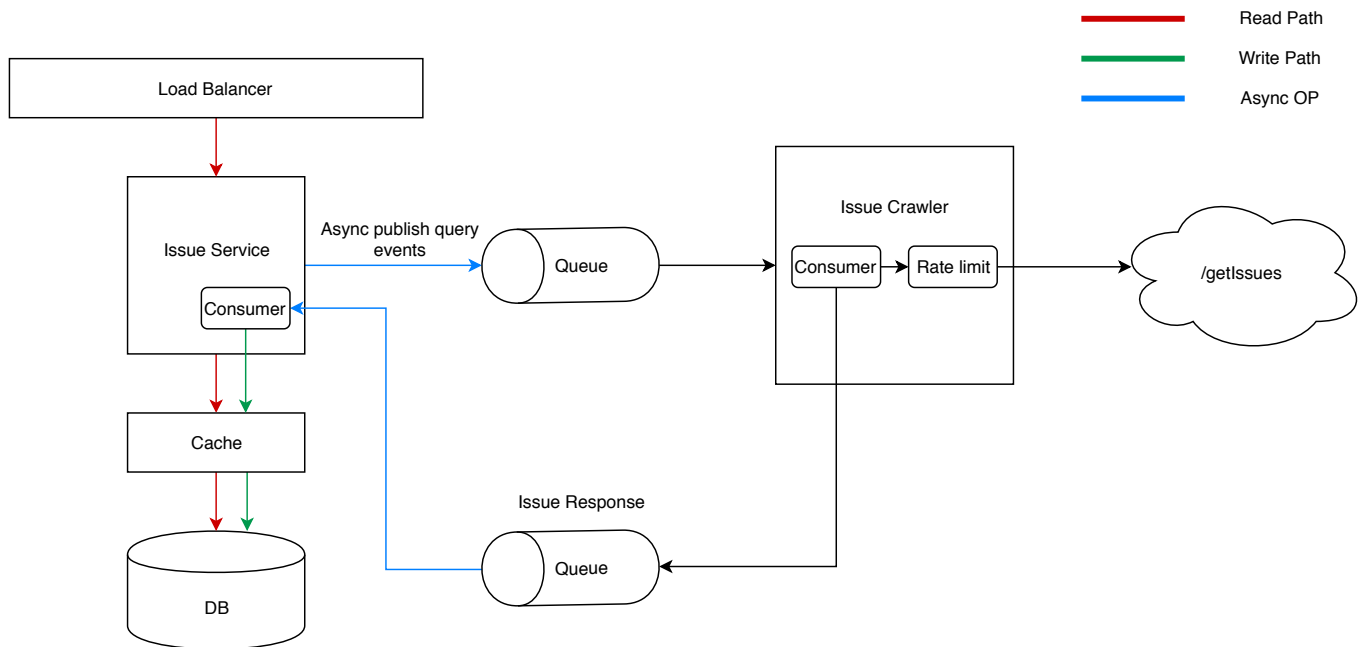 Read Path
Write Path
Async OP
Load Balancer
Issue Service
Consumer
Async publish query
events
Queue
Issue Crawler
Consumer
Rate limit
/getIssues
Cache
Issue Response
Queue
DB